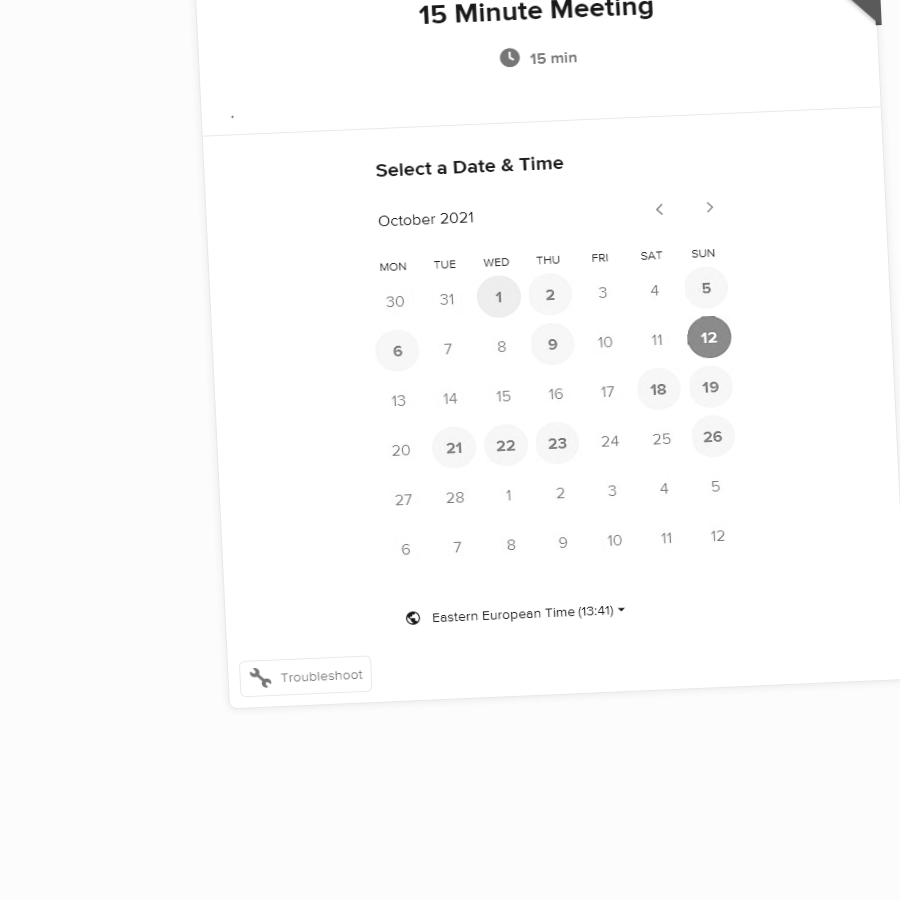 15 Minute Meeting
15 min
.
Select a Date & Time
October 2021
MON TUE WED THU FRI SAT SUN
30 31 1 2 3 4 5
6 7 8 9 10 11 12
13 14 15 16 17 18 19
20 21 22 23 24 25 26
27 28 1 2 3 4 5
6 7 8 9 10 11 12
Eastern European Time (13:41)
Troubleshoot